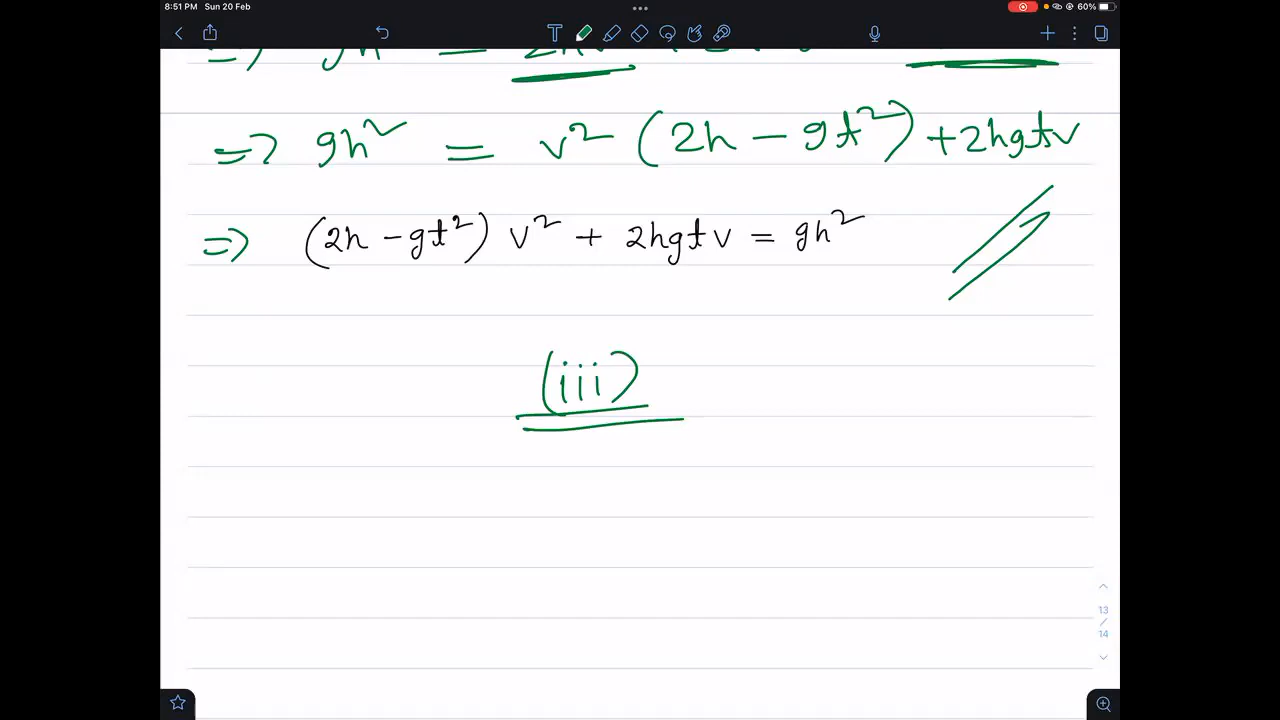 8:51 PM Sun 20 Feb 60%
T
=> gh² = v² (2h - gt²) + 2hgtv
=> (2h - gt²) v² + 2hgtv = gh²
(iii)
13
/
14